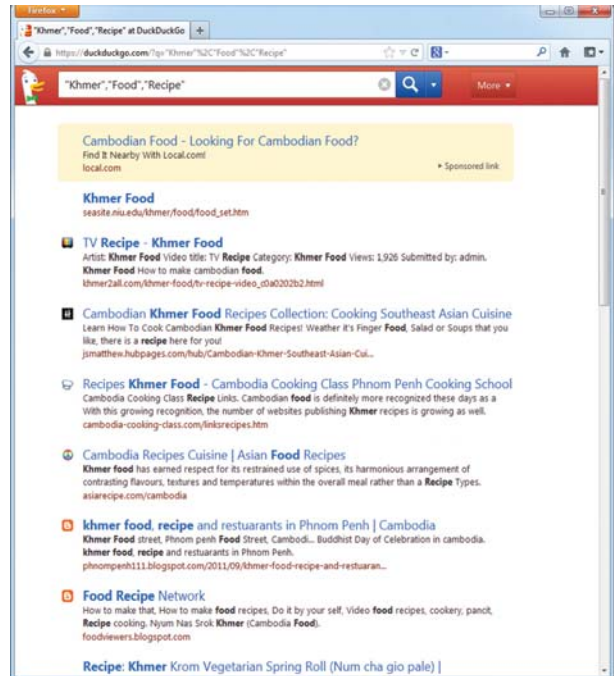 Firefox
"Khmer","Food","Recipe" at DuckDuckGo
https://duckduckgo.com/?q="Khmer"%2C"Food"%2C"Recipe"
"Khmer","Food","Recipe"
More
Cambodian Food - Looking For Cambodian Food?
Find It Nearby With Local.com!
local.com
Sponsored link
Khmer Food
seasite.niu.edu/khmer/food/food_set.htm
TV Recipe - Khmer Food
Artist: Khmer Food Video title: TV Recipe Category: Khmer Food Views: 1,926 Submitted by: admin.
Khmer Food How to make cambodian food.
khmer2all.com/khmer-food/tv-recipe-video_c0a0202b2.html
Cambodian Khmer Food Recipes Collection: Cooking Southeast Asian Cuisine
Learn How To Cook Cambodian Khmer Food Recipes! Weather it's Finger Food, Salad or Soups that you
like, there is a recipe here for you!
jsmatthew.hubpages.com/hub/Cambodian-Khmer-Southeast-Asian-Cui...
Recipes Khmer Food - Cambodia Cooking Class Phnom Penh Cooking School
Cambodia Cooking Class Recipe Links. Cambodian food is definitely more recognized these days as a
With this growing recognition, the number of websites publishing Khmer recipes is growing as well.
cambodia-cooking-class.com/linksrecipes.htm
Cambodia Recipes Cuisine | Asian Food Recipes
Khmer food has earned respect for its restrained use of spices, its harmonious arrangement of
contrasting flavours, textures and temperatures within the overall meal rather than a Recipe Types.
asiarecipe.com/cambodia
khmer food, recipe and restuarants in Phnom Penh | Cambodia
Khmer Food street, Phnom penh Food Street, Cambodi... Buddhist Day of Celebration in cambodia.
khmer food, recipe and restuarants in Phnom Penh.
phnompenh111.blogspot.com/2011/09/khmer-food-recipe-and-restuaran...
Food Recipe Network
How to make that, How to make food recipes, Do it by your self, Video food recipes, cookery, pancit,
Recipe cooking. Nyum Nas Srok Khmer (Cambodia Food).
foodviewers.blogspot.com
Recipe: Khmer Krom Vegetarian Spring Roll (Num cha gio pale) |